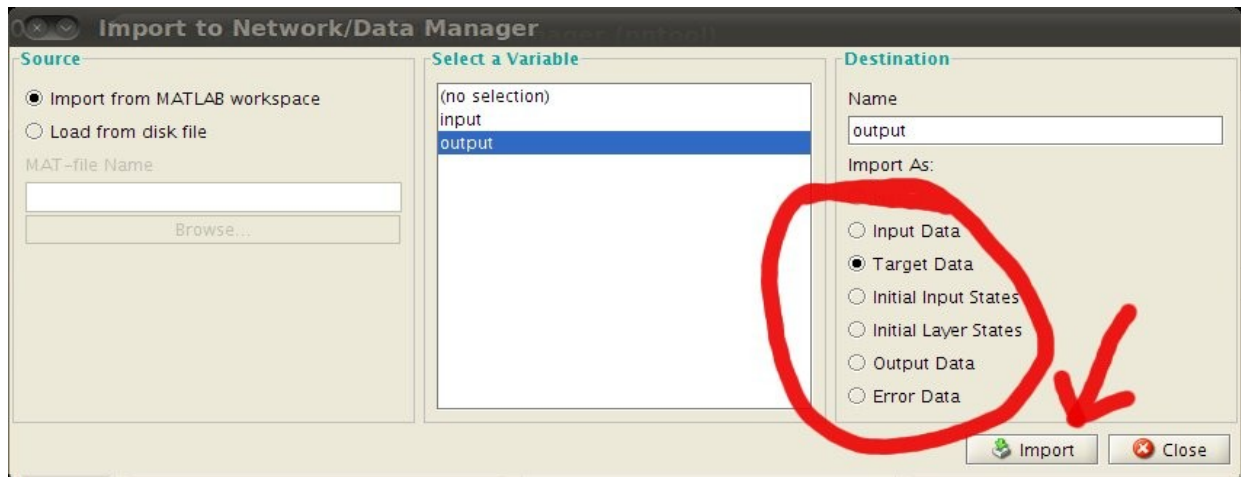 Import to Network/Data Manager
Source
Import from MATLAB workspace
Load from disk file
MAT-file Name
Browse...
Select a Variable
(no selection)
input
output
Destination
Name
output
Import As:
Input Data
Target Data
Initial Input States
Initial Layer States
Output Data
Error Data
Import
Close